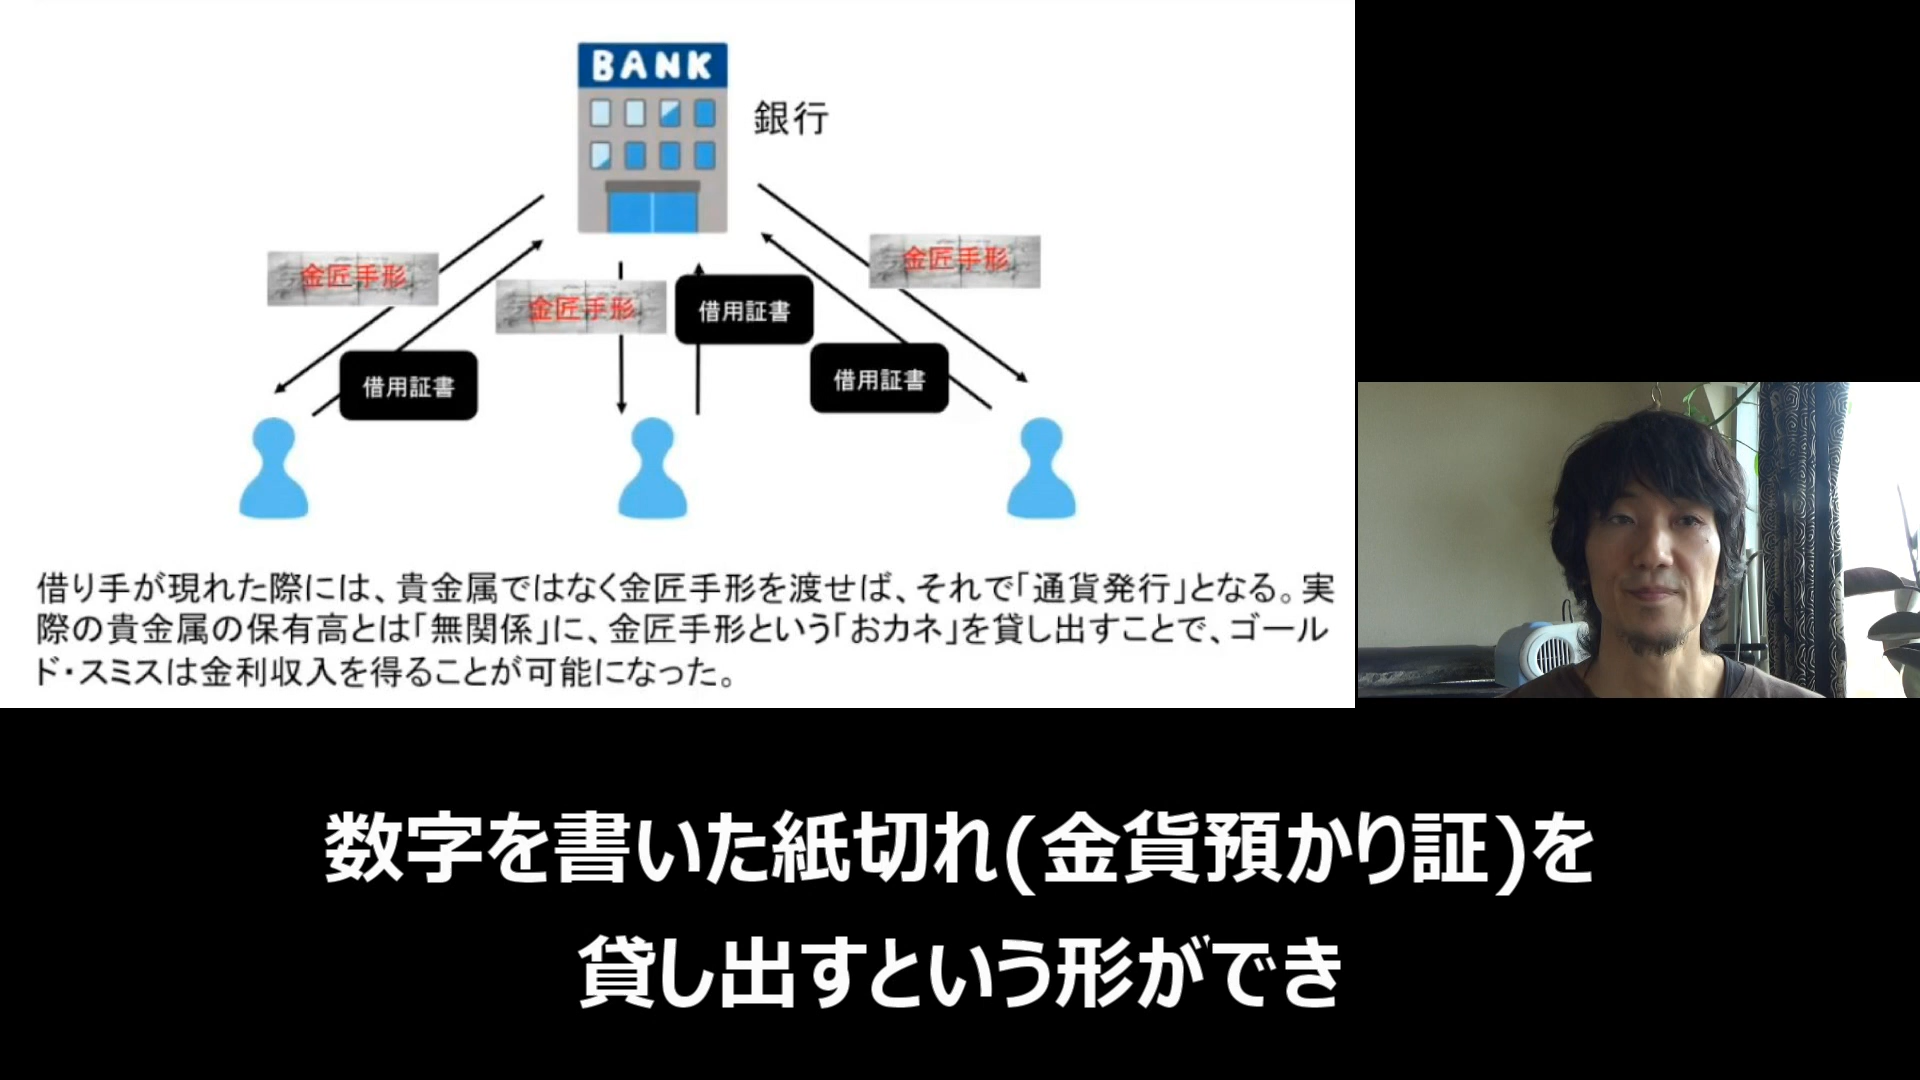 BANK
銀行
金匠手形
金匠手形
金匠手形
借用証書
借用証書
借用証書
借り手が現れた際には、貴金属ではなく金匠手形を渡せば、それで「通貨発行」となる。実
際の貴金属の保有高とは「無関係」に、金匠手形という「おカネ」を貸し出すことで、ゴール
ド・スミスは金利収入を得ることが可能になった。
数字を書いた紙切れ(金貨預かり証)を
貸し出すという形ができ